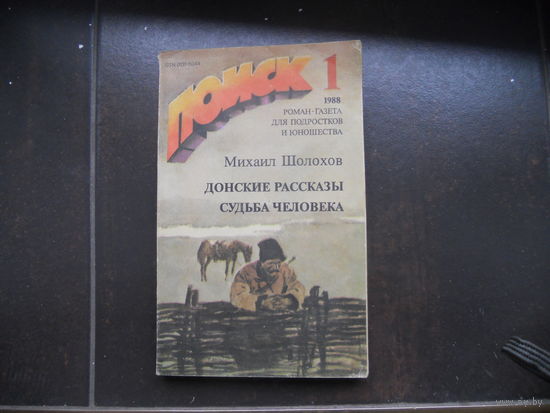 ПОИСК 1
1988
РОМАН-ГАЗЕТА
ДЛЯ ПОДРОСТКОВ
И ЮНОШЕСТВА
Михаил Шолохов
ДОНСКИЕ РАССКАЗЫ
СУДЬБА ЧЕЛОВЕКА